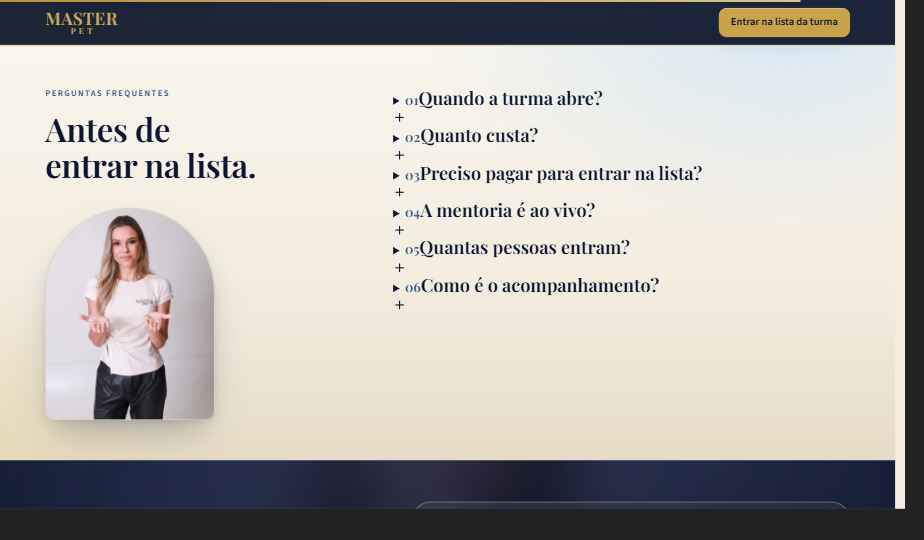 MASTER
PET
Entrar na lista da turma
PERGUNTAS FREQUENTES
Antes de
entrar na lista.
01Quando a turma abre?
+
02Quanto custa?
+
03Preciso pagar para entrar na lista?
+
04A mentoria é ao vivo?
+
05Quantas pessoas entram?
+
06Como é o acompanhamento?
+